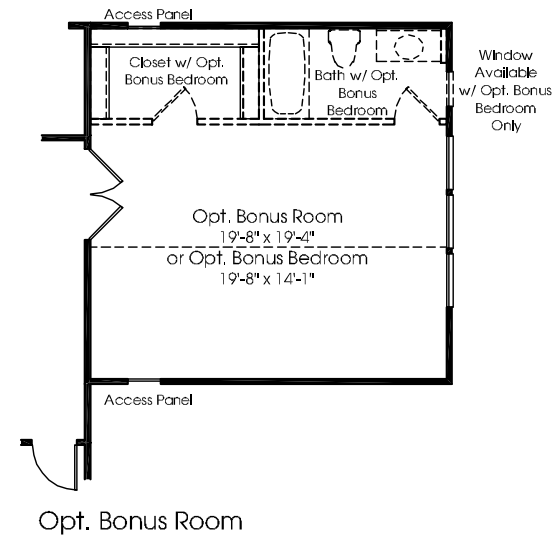 Access Panel
Closet w/ Opt.
Bonus Bedroom
Bath w/ Opt.
Bonus
Bedroom
Window
Available
w/ Opt. Bonus
Bedroom
Only
Opt. Bonus Room
19'-8" x 19'-4"
or Opt. Bonus Bedroom
19'-8" x 14'-1"
Access Panel
Opt. Bonus Room